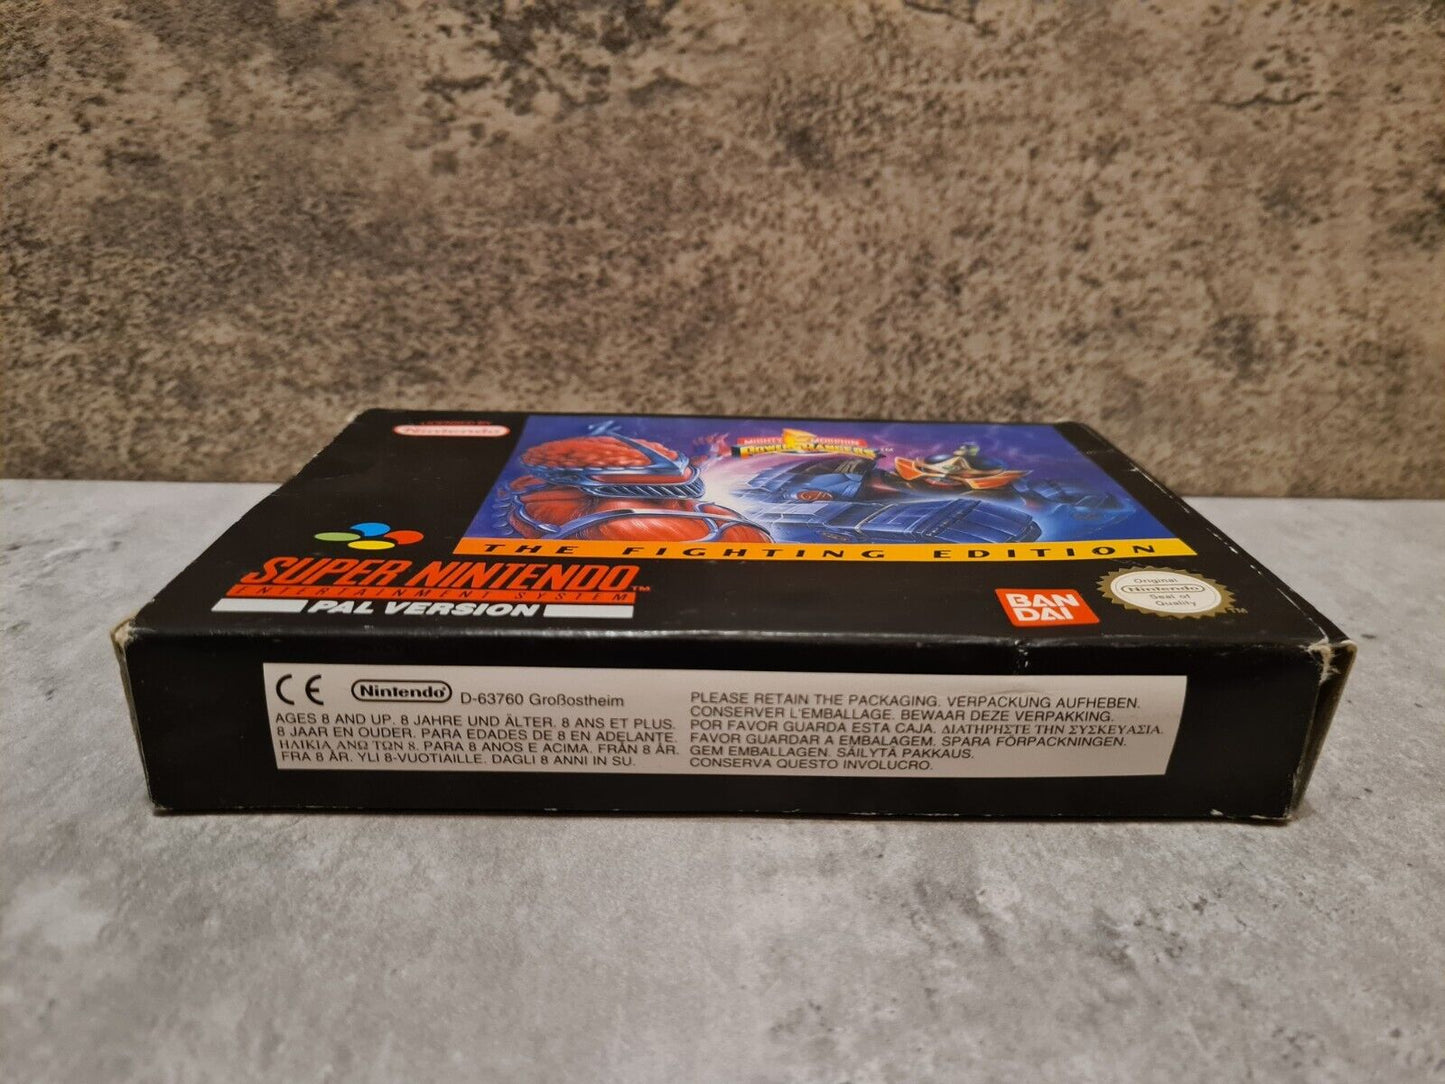 LICENSED BY
Nintendo
MIGHTY MORPHIN
POWER RANGERS™
THE FIGHTING EDITION
SUPER NINTENDO™
ENTERTAINMENT SYSTEM
PAL VERSION
BAN
DAI
Original
Nintendo
Seal of
Quality
TM
CE Nintendo D-63760 Großostheim
AGES 8 AND UP. 8 JAHRE UND ÄLTER. 8 ANS ET PLUS.
8 JAAR EN OUDER. PARA EDADES DE 8 EN ADELANTE.
ΗΛΙΚΙΑ ΑΝΩ ΤΩΝ 8. PARA 8 ANOS E ACIMA. FRÅN 8 ÅR.
FRA 8 ÅR. YLI 8-VUOTIAILLE. DAGLI 8 ANNI IN SU.
PLEASE RETAIN THE PACKAGING. VERPACKUNG AUFHEBEN.
CONSERVER L'EMBALLAGE. BEWAAR DEZE VERPAKKING.
POR FAVOR GUARDA ESTA CAJA. ΔΙΑΤΗΡΗΣΤΕ ΤΗΝ ΣΥΣΚΕΥΑΣΙΑ.
FAVOR GUARDAR A EMBALAGEM. SPARA FÖRPACKNINGEN.
GEM EMBALLAGEN. SÄILYTÄ PAKKAUS.
CONSERVA QUESTO INVOLUCRO.